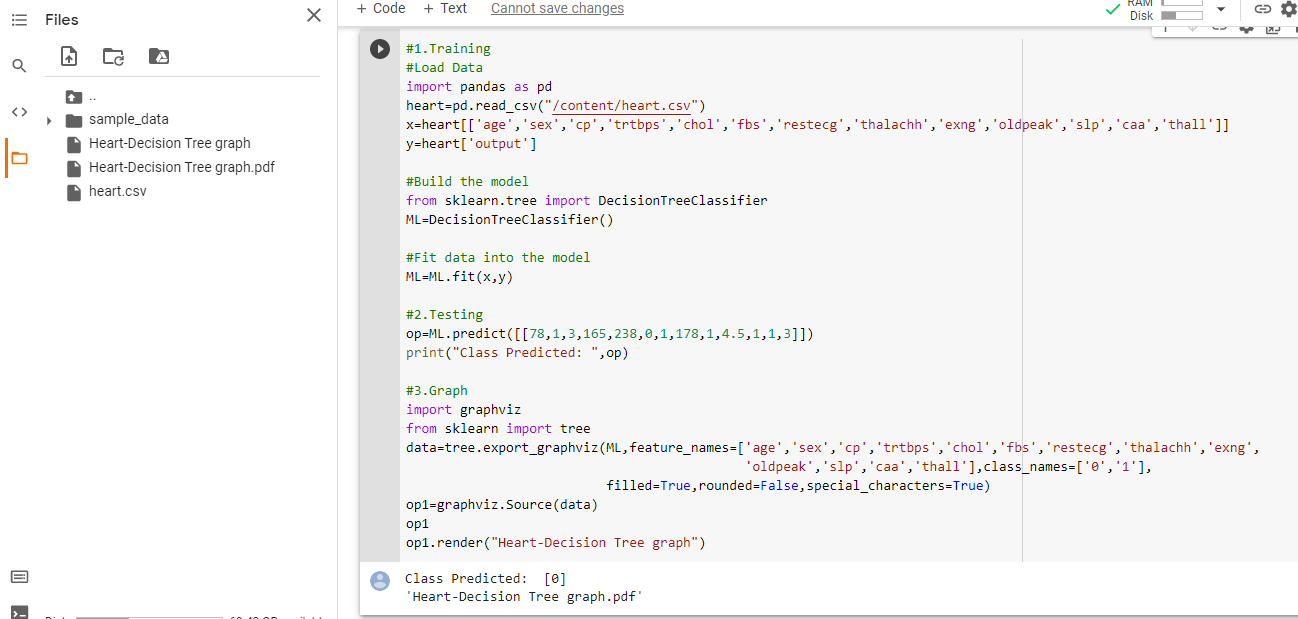 Files
..
sample_data
Heart-Decision Tree graph
Heart-Decision Tree graph.pdf
heart.csv
+ Code + Text Cannot save changes
RAM
Disk
#1.Training
#Load Data
import pandas as pd
heart=pd.read_csv("/content/heart.csv")
x=heart[['age','sex','cp','trtbps','chol','fbs','restecg','thalachh','exng','oldpeak','slp','caa','thall']]
y=heart['output']
#Build the model
from sklearn.tree import DecisionTreeClassifier
ML=DecisionTreeClassifier()
#Fit data into the model
ML=ML.fit(x,y)
#2.Testing
op=ML.predict([[78,1,3,165,238,0,1,178,1,4.5,1,1,3]])
print("Class Predicted: ",op)
#3.Graph
import graphviz
from sklearn import tree
data=tree.export_graphviz(ML,feature_names=['age','sex','cp','trtbps','chol','fbs','restecg','thalachh','exng',
'oldpeak','slp','caa','thall'],class_names=['0','1'],
filled=True,rounded=False,special_characters=True)
op1=graphviz.Source(data)
op1
op1.render("Heart-Decision Tree graph")
Class Predicted:  [0]
'Heart-Decision Tree graph.pdf'